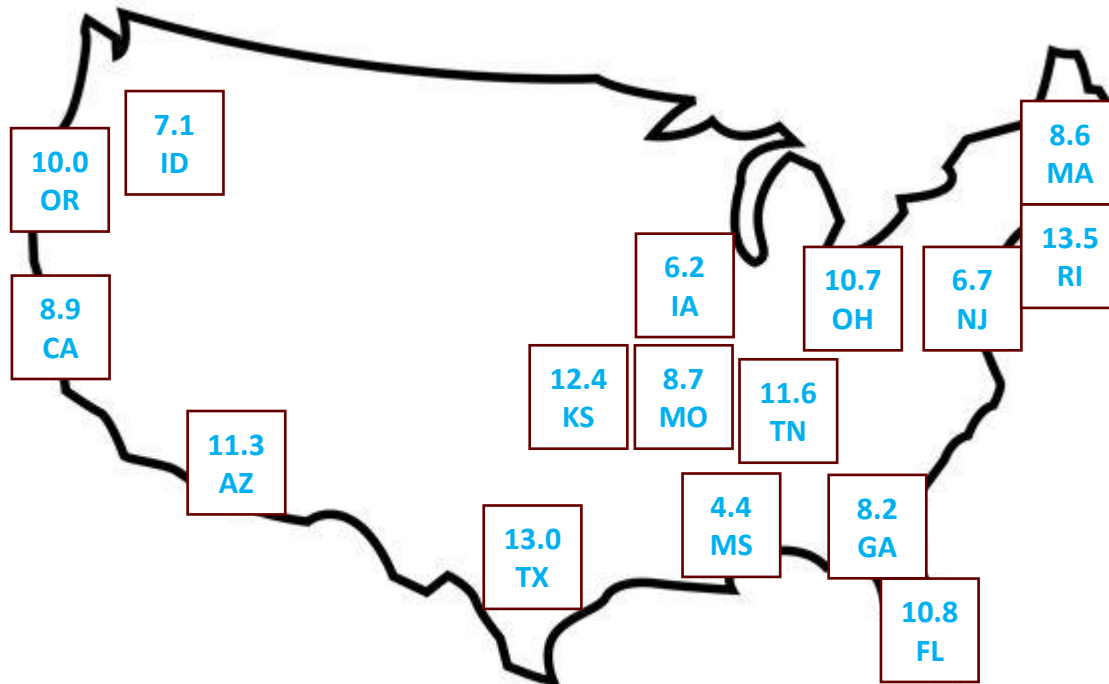 7.1
ID
10.0
OR
8.6
MA
13.5
RI
6.2
IA
10.7
OH
6.7
NJ
8.9
CA
12.4
KS
8.7
MO
11.6
TN
11.3
AZ
4.4
MS
8.2
GA
13.0
TX
10.8
FL